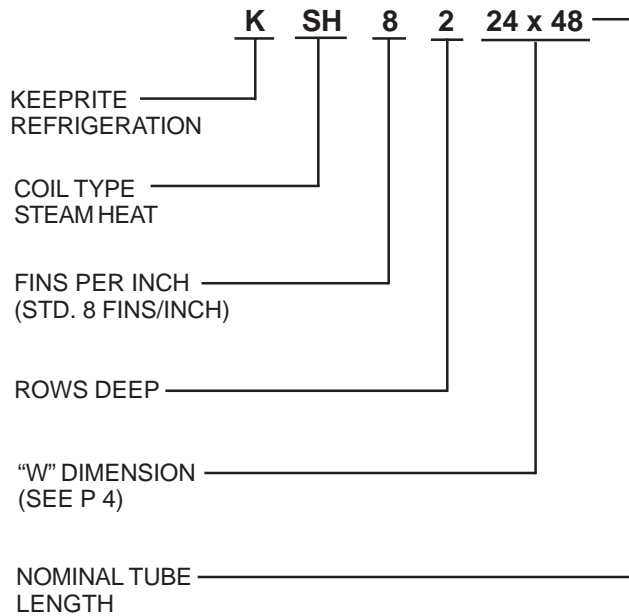 K SH 8 2 24 x 48
KEEPRITE
REFRIGERATION
COIL TYPE
STEAM HEAT
FINS PER INCH
(STD. 8 FINS/INCH)
ROWS DEEP
“W” DIMENSION
(SEE P 4)
NOMINAL TUBE
LENGTH